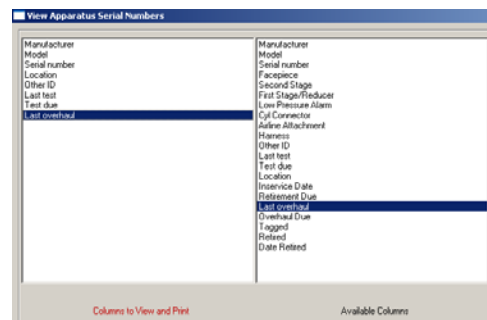 View Apparatus Serial Numbers
Manufacturer
Model
Serial number
Location
Other ID
Last test
Test due
Last overhaul
Manufacturer
Model
Serial number
Facepiece
Second Stage
First Stage/Reducer
Low Pressure Alarm
Cyl Connector
Airline Attachment
Harness
Other ID
Last test
Test due
Location
Inservice Date
Retirement Due
Last overhaul
Overhaul Due
Tagged
Retired
Date Retired
Columns to View and Print
Available Columns